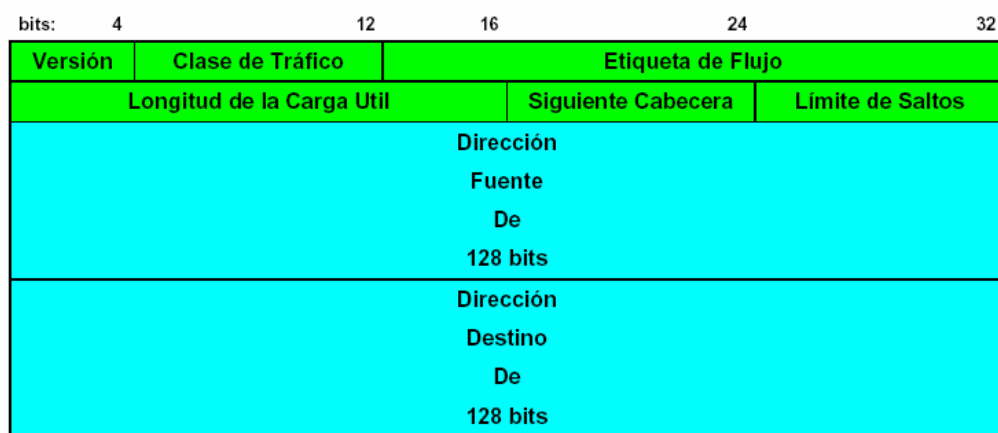 bits: 4 12 16 24 32
Versión Clase de Tráfico Etiqueta de Flujo
Longitud de la Carga Util Siguiente Cabecera Límite de Saltos
Dirección
Fuente
De
128 bits
Dirección
Destino
De
128 bits